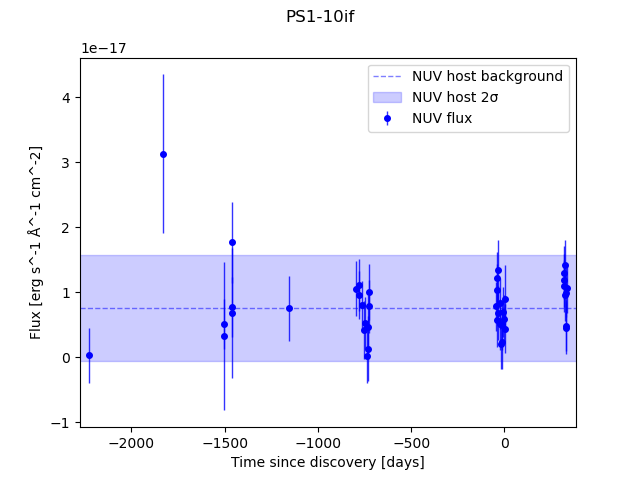 PS1-10if
1e−17
NUV host background
NUV host 2σ
NUV flux
4
3
2
1
0
−1
Flux [erg s^-1 Å^-1 cm^-2]
−2000 −1500 −1000 −500 0
Time since discovery [days]